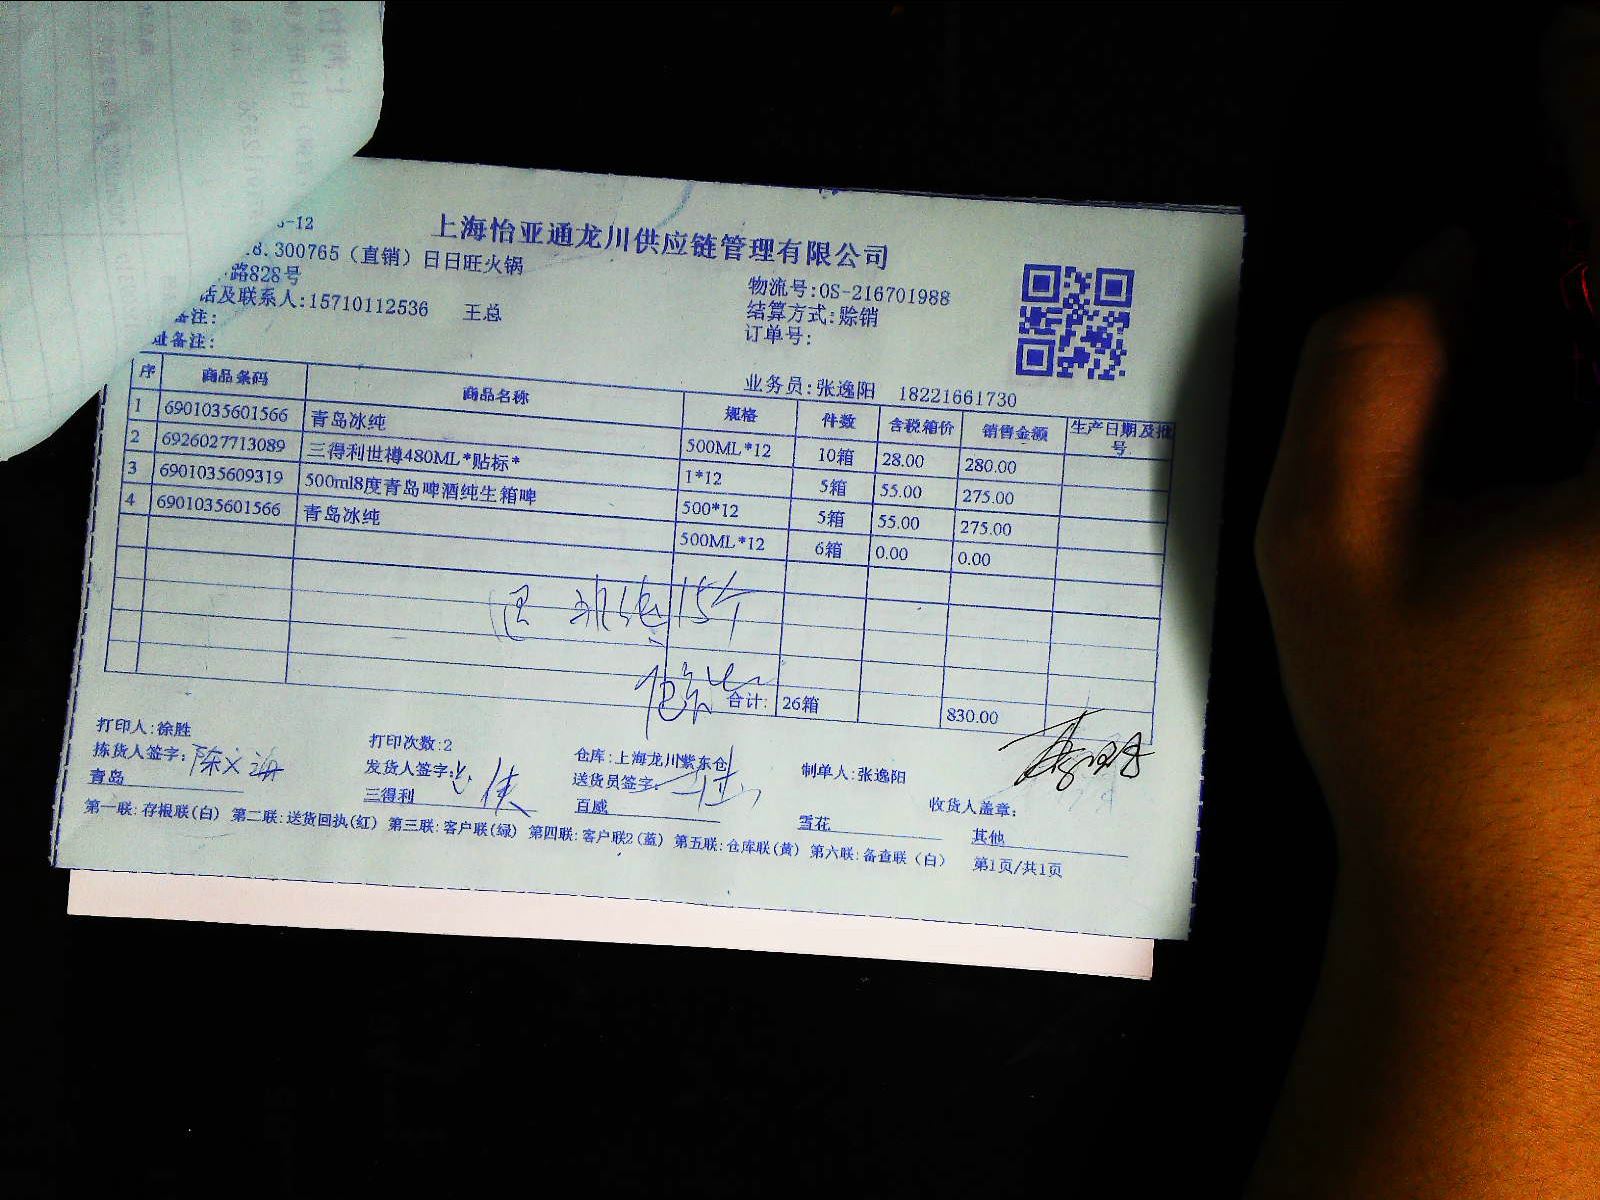 上海怡亚通龙川供应链管理有限公司
-12
8.300765（直销）日日旺火锅
路828号
话及联系人:15710112536 王总
备注:
址备注:
物流号:OS-216701988
结算方式:赊销
订单号:
业务员:张逸阳 18221661730
序 商品条码 商品名称 规格 件数 含税箱价 销售金额 生产日期及批号
1 6901035601566 青岛冰纯 500ML*12 10箱 28.00 280.00
2 6926027713089 三得利世樽480ML*贴标* 1*12 5箱 55.00 275.00
3 6901035609319 500ml8度青岛啤酒纯生箱啤 500*12 5箱 55.00 275.00
4 6901035601566 青岛冰纯 500ML*12 6箱 0.00 0.00
合计: 26箱 830.00
打印人:徐胜 打印次数:2 仓库:上海龙川紫东仓 制单人:张逸阳
拣货人签字: 发货人签字: 送货员签字: 收货人盖章:
青岛 三得利 百威 雪花 其他
第一联:存根联(白) 第二联:送货回执(红) 第三联:客户联(绿) 第四联:客户联2(蓝) 第五联:仓库联(黄) 第六联:备查联（白） 第1页/共1页